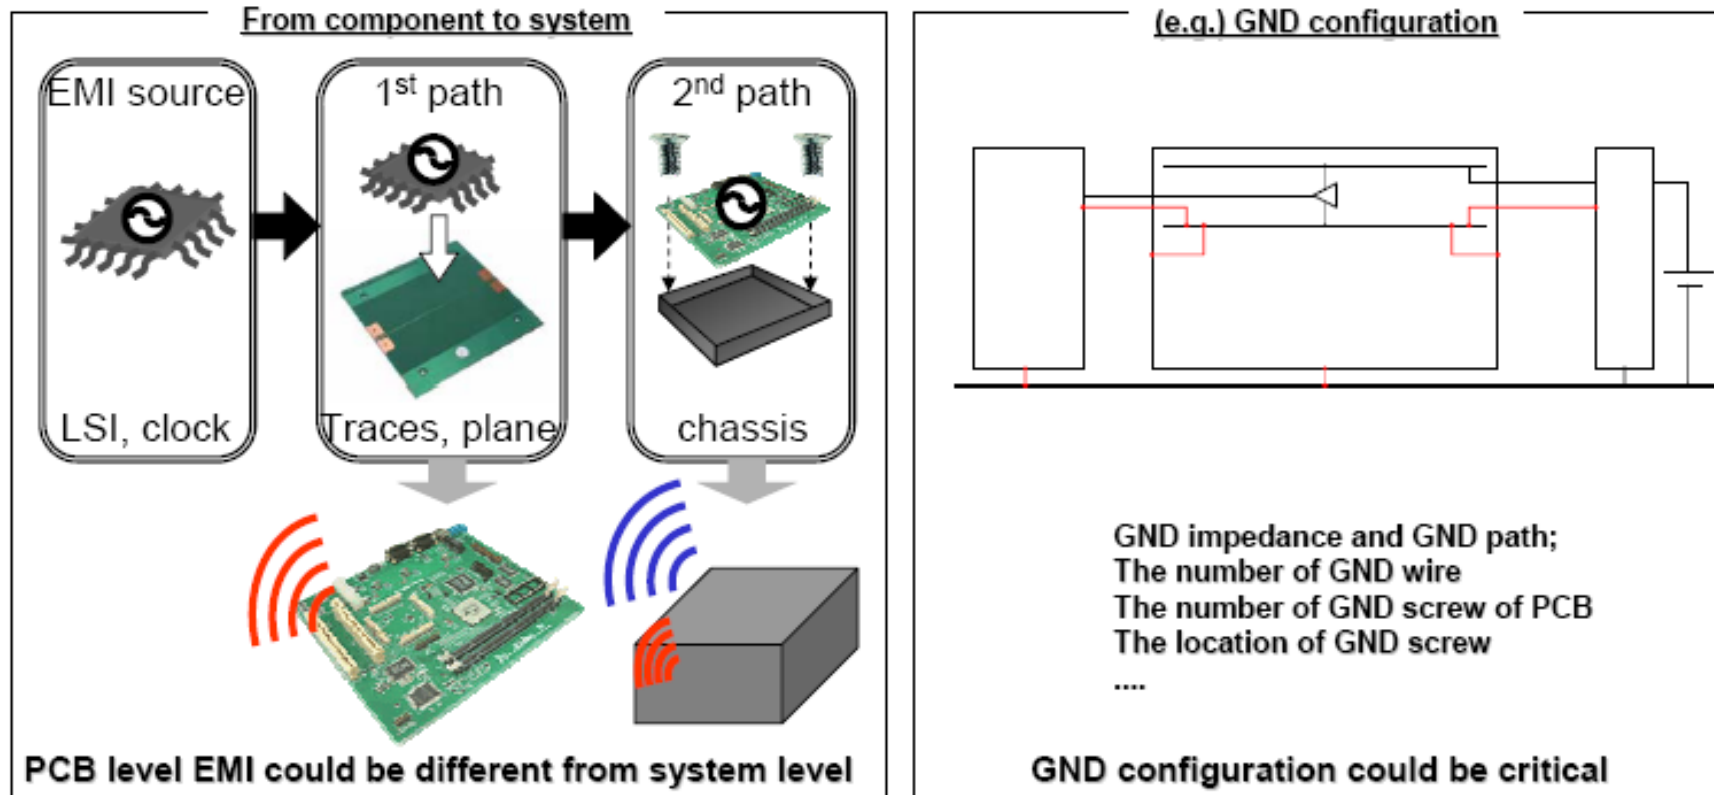 From component to system
EMI source
1st path
2nd path
LSI, clock
Traces, plane
chassis
PCB level EMI could be different from system level
(e.g.) GND configuration
GND impedance and GND path;
The number of GND wire
The number of GND screw of PCB
The location of GND screw
....
GND configuration could be critical